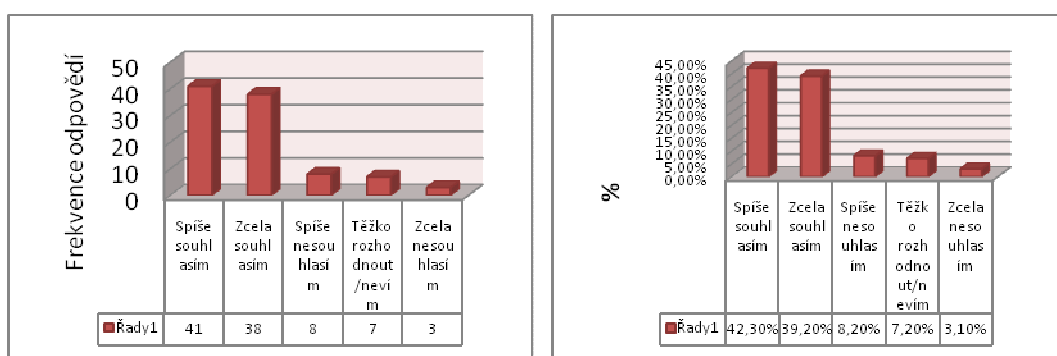 Frekvence odpovědí
50
40
30
20
10
0
Spíše
souhl
asím
Zcela
souhl
asím
Spíše
nesou
hlasí
m
Těžko
rozho
dnout
/neví
m
Zcela
nesou
hlasí
m
Řady1 41 38 8 7 3
%
45,00%
40,00%
35,00%
30,00%
25,00%
20,00%
15,00%
10,00%
5,00%
0,00%
Spíše
souhl
asím
Zcela
souhl
asím
Spíše
neso
uhlas
ím
Těžk
o
rozh
odno
ut/n
evím
Zcela
neso
uhlas
ím
Řady1 42,30% 39,20% 8,20% 7,20% 3,10%